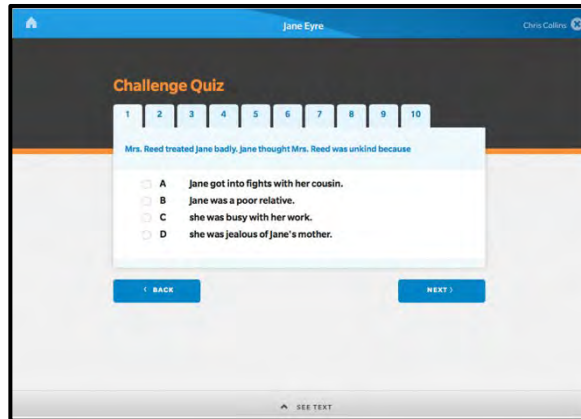 Jane Eyre
Chris Collins
Challenge Quiz
1 2 3 4 5 6 7 8 9 10
Mrs. Reed treated Jane badly. Jane thought Mrs. Reed was unkind because
A Jane got into fights with her cousin.
B Jane was a poor relative.
C she was busy with her work.
D she was jealous of Jane's mother.
< BACK
NEXT >
SEE TEXT